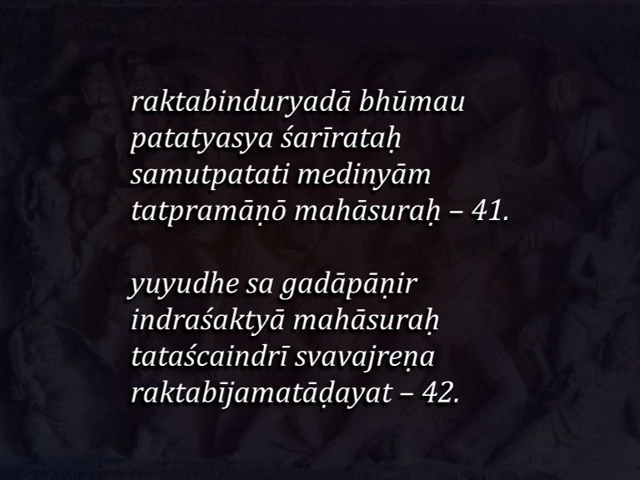 raktabinduryadā bhūmau
patatyasya śarīrataḥ
samutpatati medinyām
tatpramāṇō mahāsuraḥ – 41.
yuyudhe sa gadāpāṇir
indraśaktyā mahāsuraḥ
tataścaindrī svavajreṇa
raktabījamatāḍayat – 42.